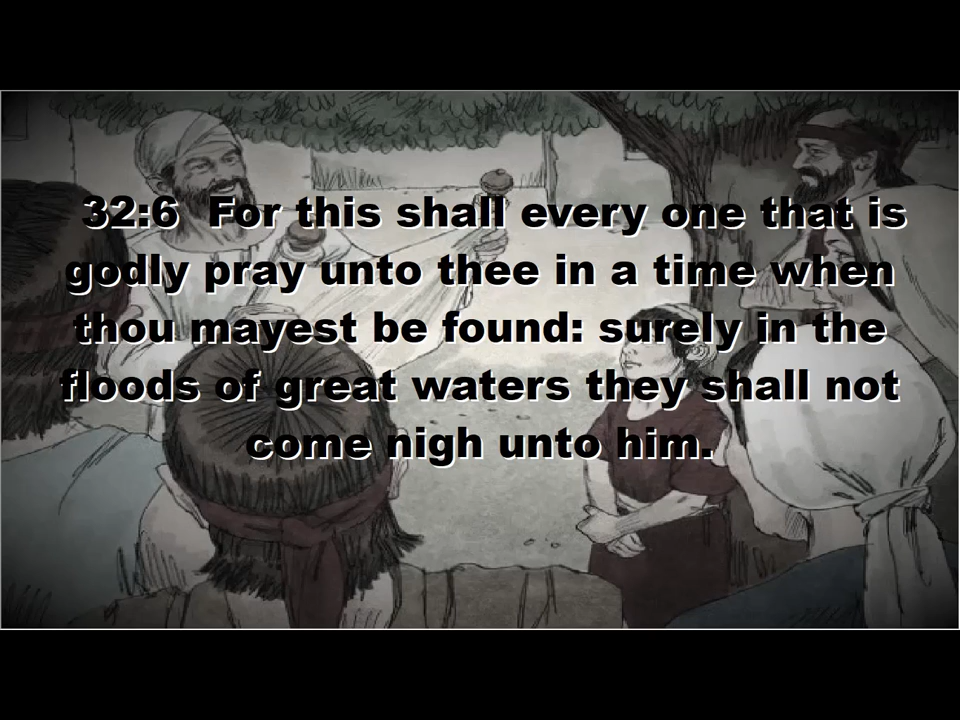 32:6 For this shall every one that is
godly pray unto thee in a time when
thou mayest be found: surely in the
floods of great waters they shall not
come nigh unto him.